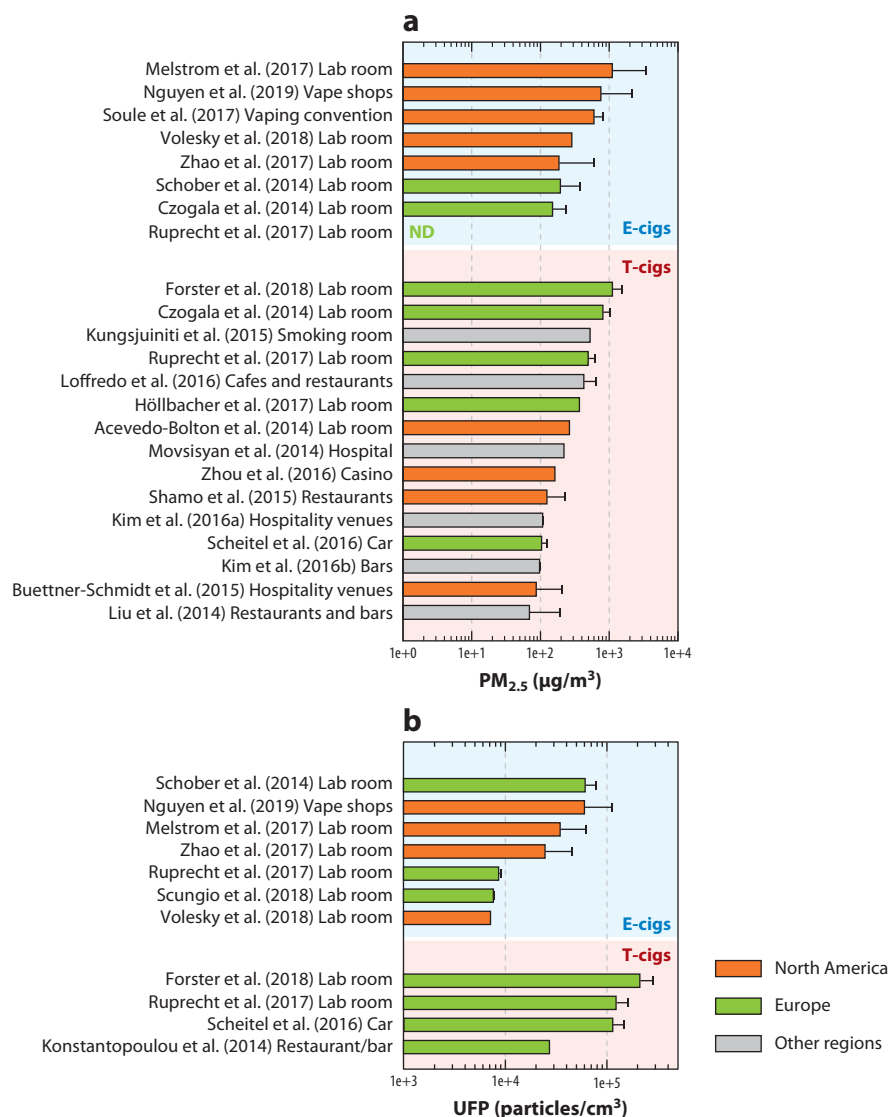 a
Melstrom et al. (2017) Lab room
Nguyen et al. (2019) Vape shops
Soule et al. (2017) Vaping convention
Volesky et al. (2018) Lab room
Zhao et al. (2017) Lab room
Schober et al. (2014) Lab room
Czogala et al. (2014) Lab room
Ruprecht et al. (2017) Lab room
ND
E-cigs
T-cigs
Forster et al. (2018) Lab room
Czogala et al. (2014) Lab room
Kungsjuiniti et al. (2015) Smoking room
Ruprecht et al. (2017) Lab room
Loffredo et al. (2016) Cafes and restaurants
Höllbacher et al. (2017) Lab room
Acevedo-Bolton et al. (2014) Lab room
Movsisyan et al. (2014) Hospital
Zhou et al. (2016) Casino
Shamo et al. (2015) Restaurants
Kim et al. (2016a) Hospitality venues
Scheitel et al. (2016) Car
Kim et al. (2016b) Bars
Buettner-Schmidt et al. (2015) Hospitality venues
Liu et al. (2014) Restaurants and bars
1e+0 1e+1 1e+2 1e+3 1e+4
PM2.5 (µg/m³)
b
Schober et al. (2014) Lab room
Nguyen et al. (2019) Vape shops
Melstrom et al. (2017) Lab room
Zhao et al. (2017) Lab room
Ruprecht et al. (2017) Lab room
Scungio et al. (2018) Lab room
Volesky et al. (2018) Lab room
E-cigs
T-cigs
Forster et al. (2018) Lab room
Ruprecht et al. (2017) Lab room
Scheitel et al. (2016) Car
Konstantopoulou et al. (2014) Restaurant/bar
1e+3 1e+4 1e+5
UFP (particles/cm³)
North America
Europe
Other regions